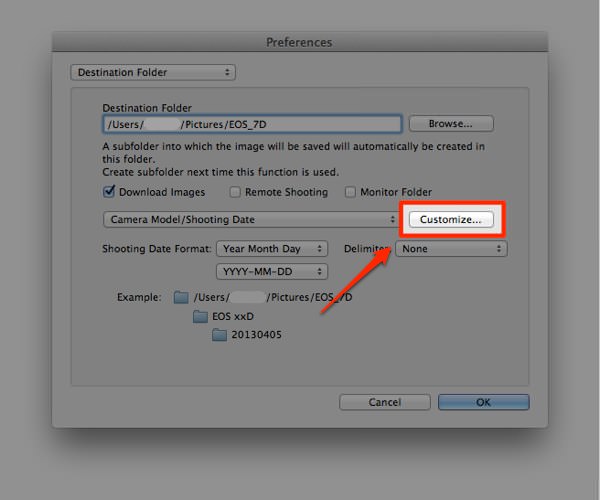 Preferences
Destination Folder
Destination Folder
/Users/ /Pictures/EOS_7D Browse...
A subfolder into which the image will be saved will automatically be created in
this folder.
Create subfolder next time this function is used.
Download Images Remote Shooting Monitor Folder
Camera Model/Shooting Date Customize...
Shooting Date Format: Year Month Day Delimiter: None
YYYY-MM-DD
Example: /Users/ /Pictures/EOS_7D
EOS xxD
20130405
Cancel OK